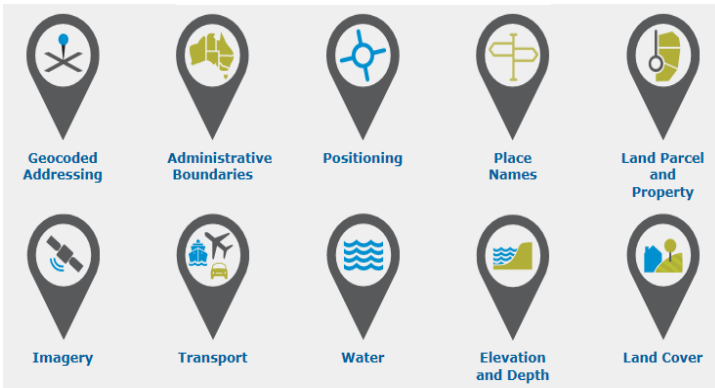 Geocoded
Addressing
Administrative
Boundaries
Positioning
Place
Names
Land Parcel
and
Property
Imagery
Transport
Water
Elevation
and Depth
Land Cover